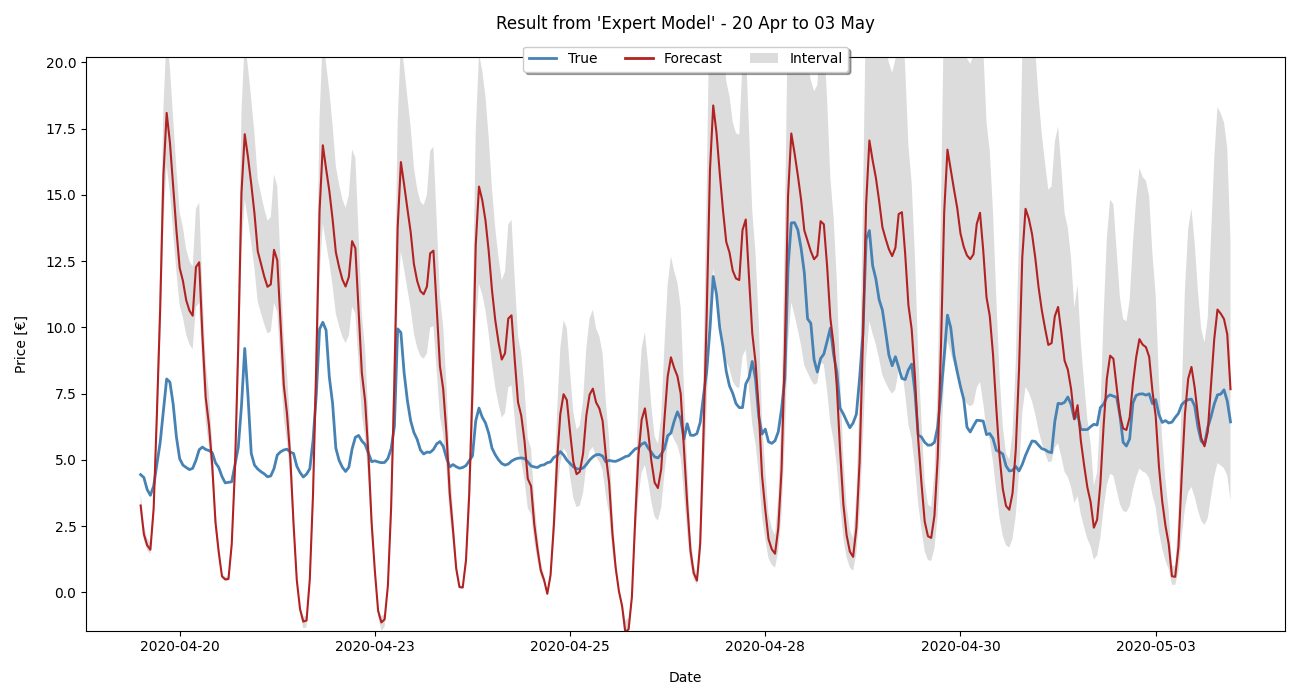 Result from 'Expert Model' - 20 Apr to 03 May
True Forecast Interval
20.0
17.5
15.0
12.5
10.0
7.5
5.0
2.5
0.0
Price [€]
2020-04-20 2020-04-23 2020-04-25 2020-04-28 2020-04-30 2020-05-03
Date